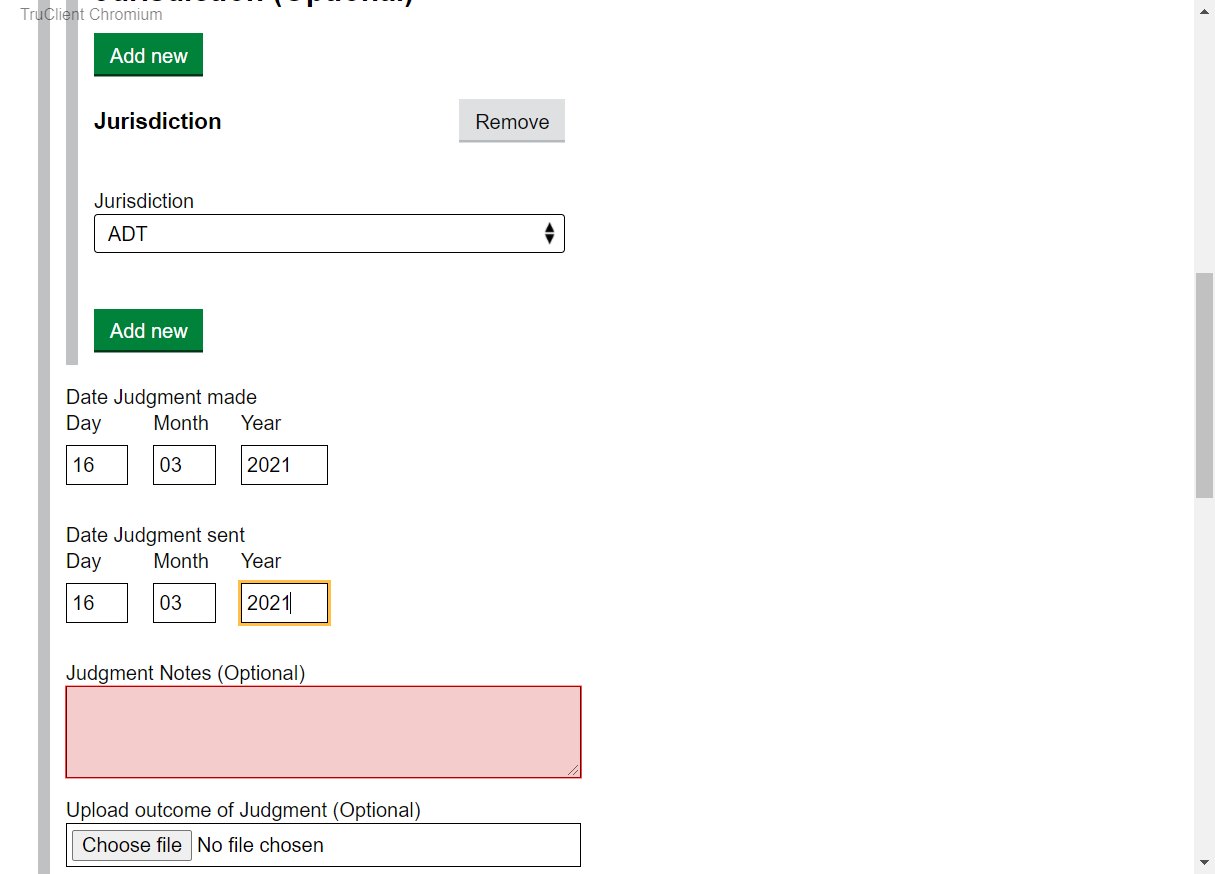 Jurisdiction (Optional)
TruClient Chromium
Add new
Jurisdiction
Remove
Jurisdiction
ADT
Add new
Date Judgment made
Day Month Year
16 03 2021
Date Judgment sent
Day Month Year
16 03 2021
Judgment Notes (Optional)
Upload outcome of Judgment (Optional)
Choose file No file chosen